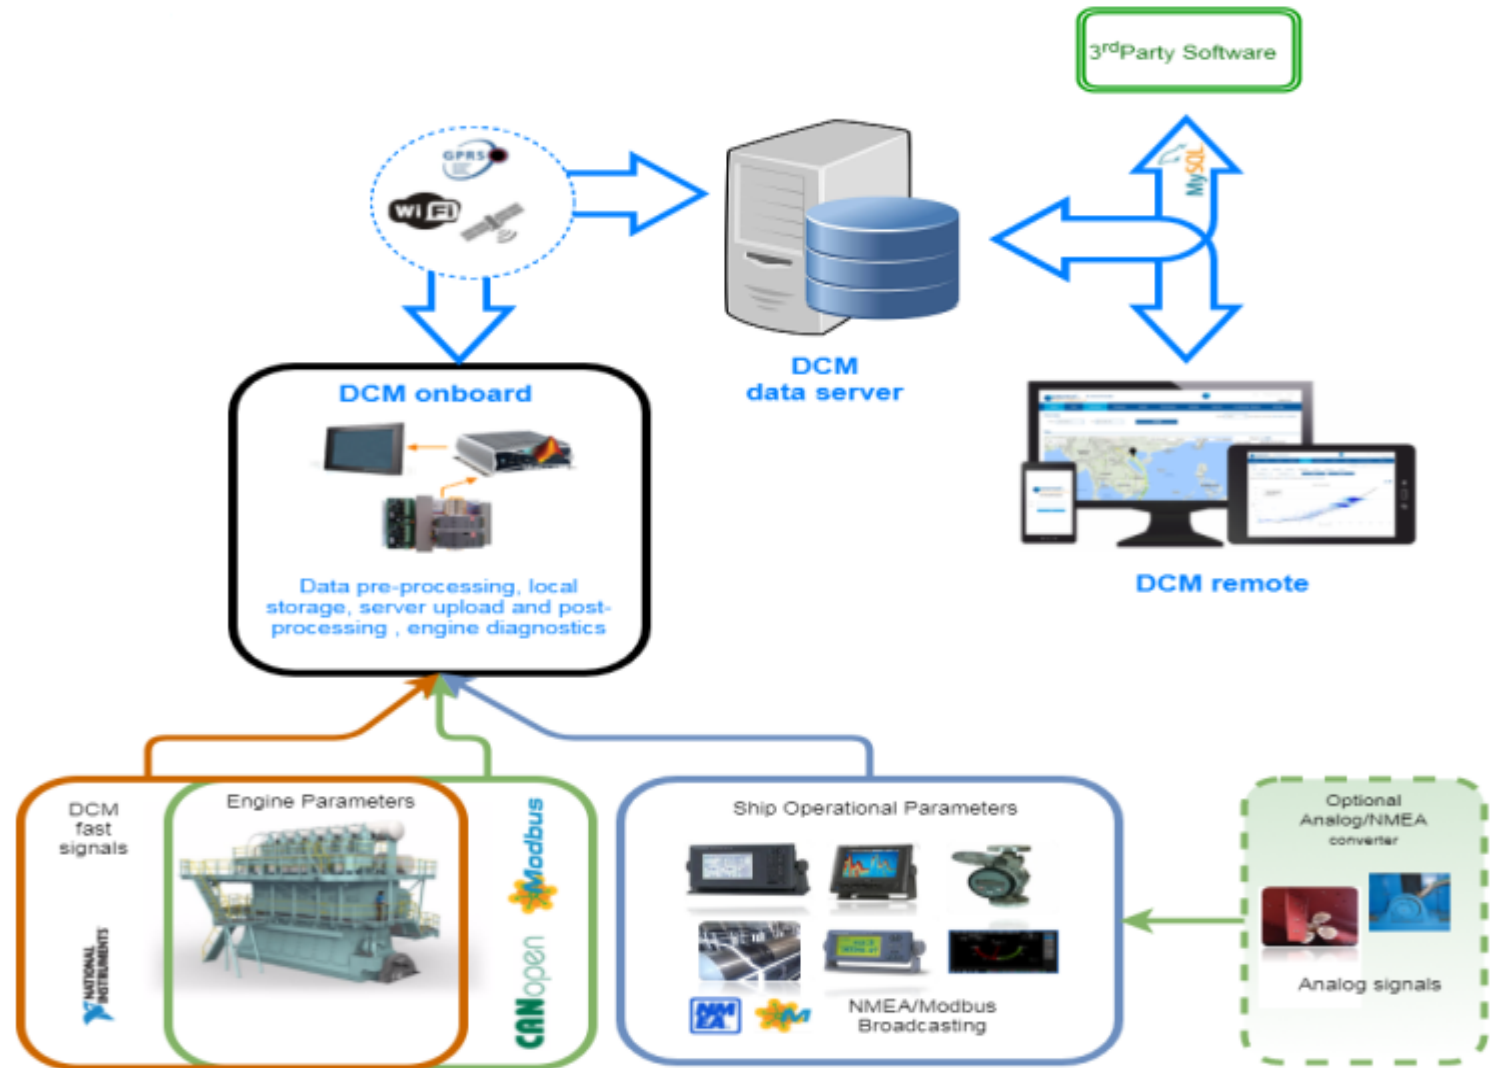 3rdParty Software
GPRS
WiFi
MySQL
DCM
data server
DCM onboard
Data pre-processing, local
storage, server upload and post-
processing , engine diagnostics
DCM remote
DCM
fast
signals
Engine Parameters
Modbus
NATIONAL
INSTRUMENTS
CANopen
Ship Operational Parameters
NMEA
M
NMEA/Modbus
Broadcasting
Optional
Analog/NMEA
converter
Analog signals